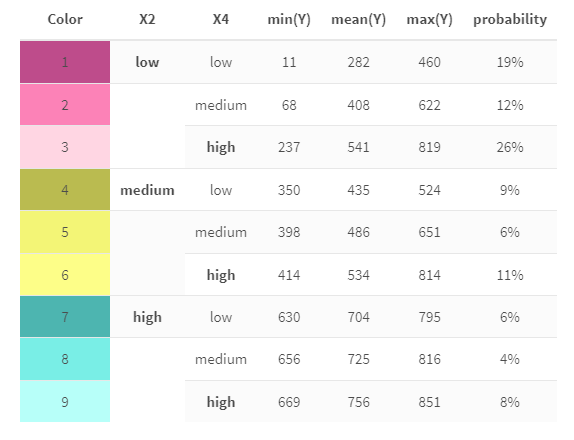 Color X2 X4 min(Y) mean(Y) max(Y) probability
1 low low 11 282 460 19%
2 medium 68 408 622 12%
3 high 237 541 819 26%
4 medium low 350 435 524 9%
5 medium 398 486 651 6%
6 high 414 534 814 11%
7 high low 630 704 795 6%
8 medium 656 725 816 4%
9 high 669 756 851 8%